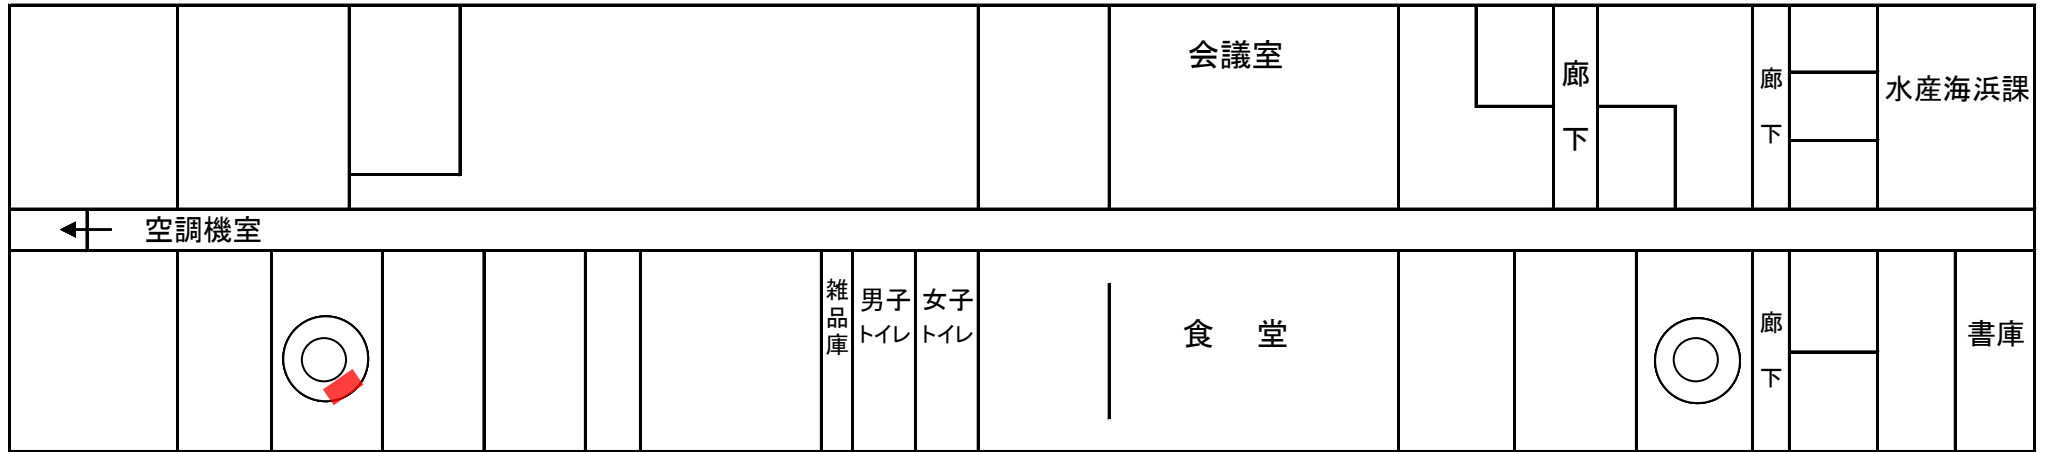 会議室
廊下
廊下
水産海浜課
空調機室
雑品庫
男子
トイレ
女子
トイレ
食 堂
廊下
書庫